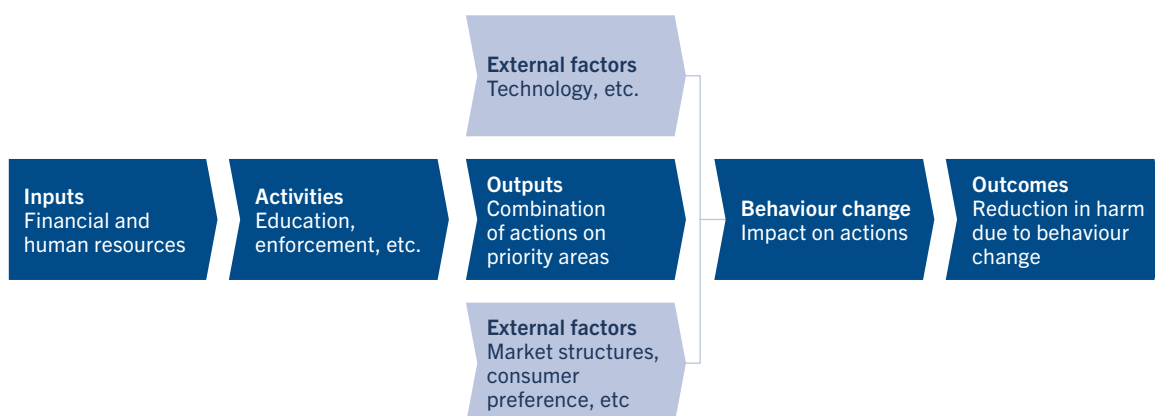 External factors
Technology, etc.
Inputs
Financial and
human resources
Activities
Education,
enforcement, etc.
Outputs
Combination
of actions on
priority areas
Behaviour change
Impact on actions
Outcomes
Reduction in harm
due to behaviour
change
External factors
Market structures,
consumer
preference, etc